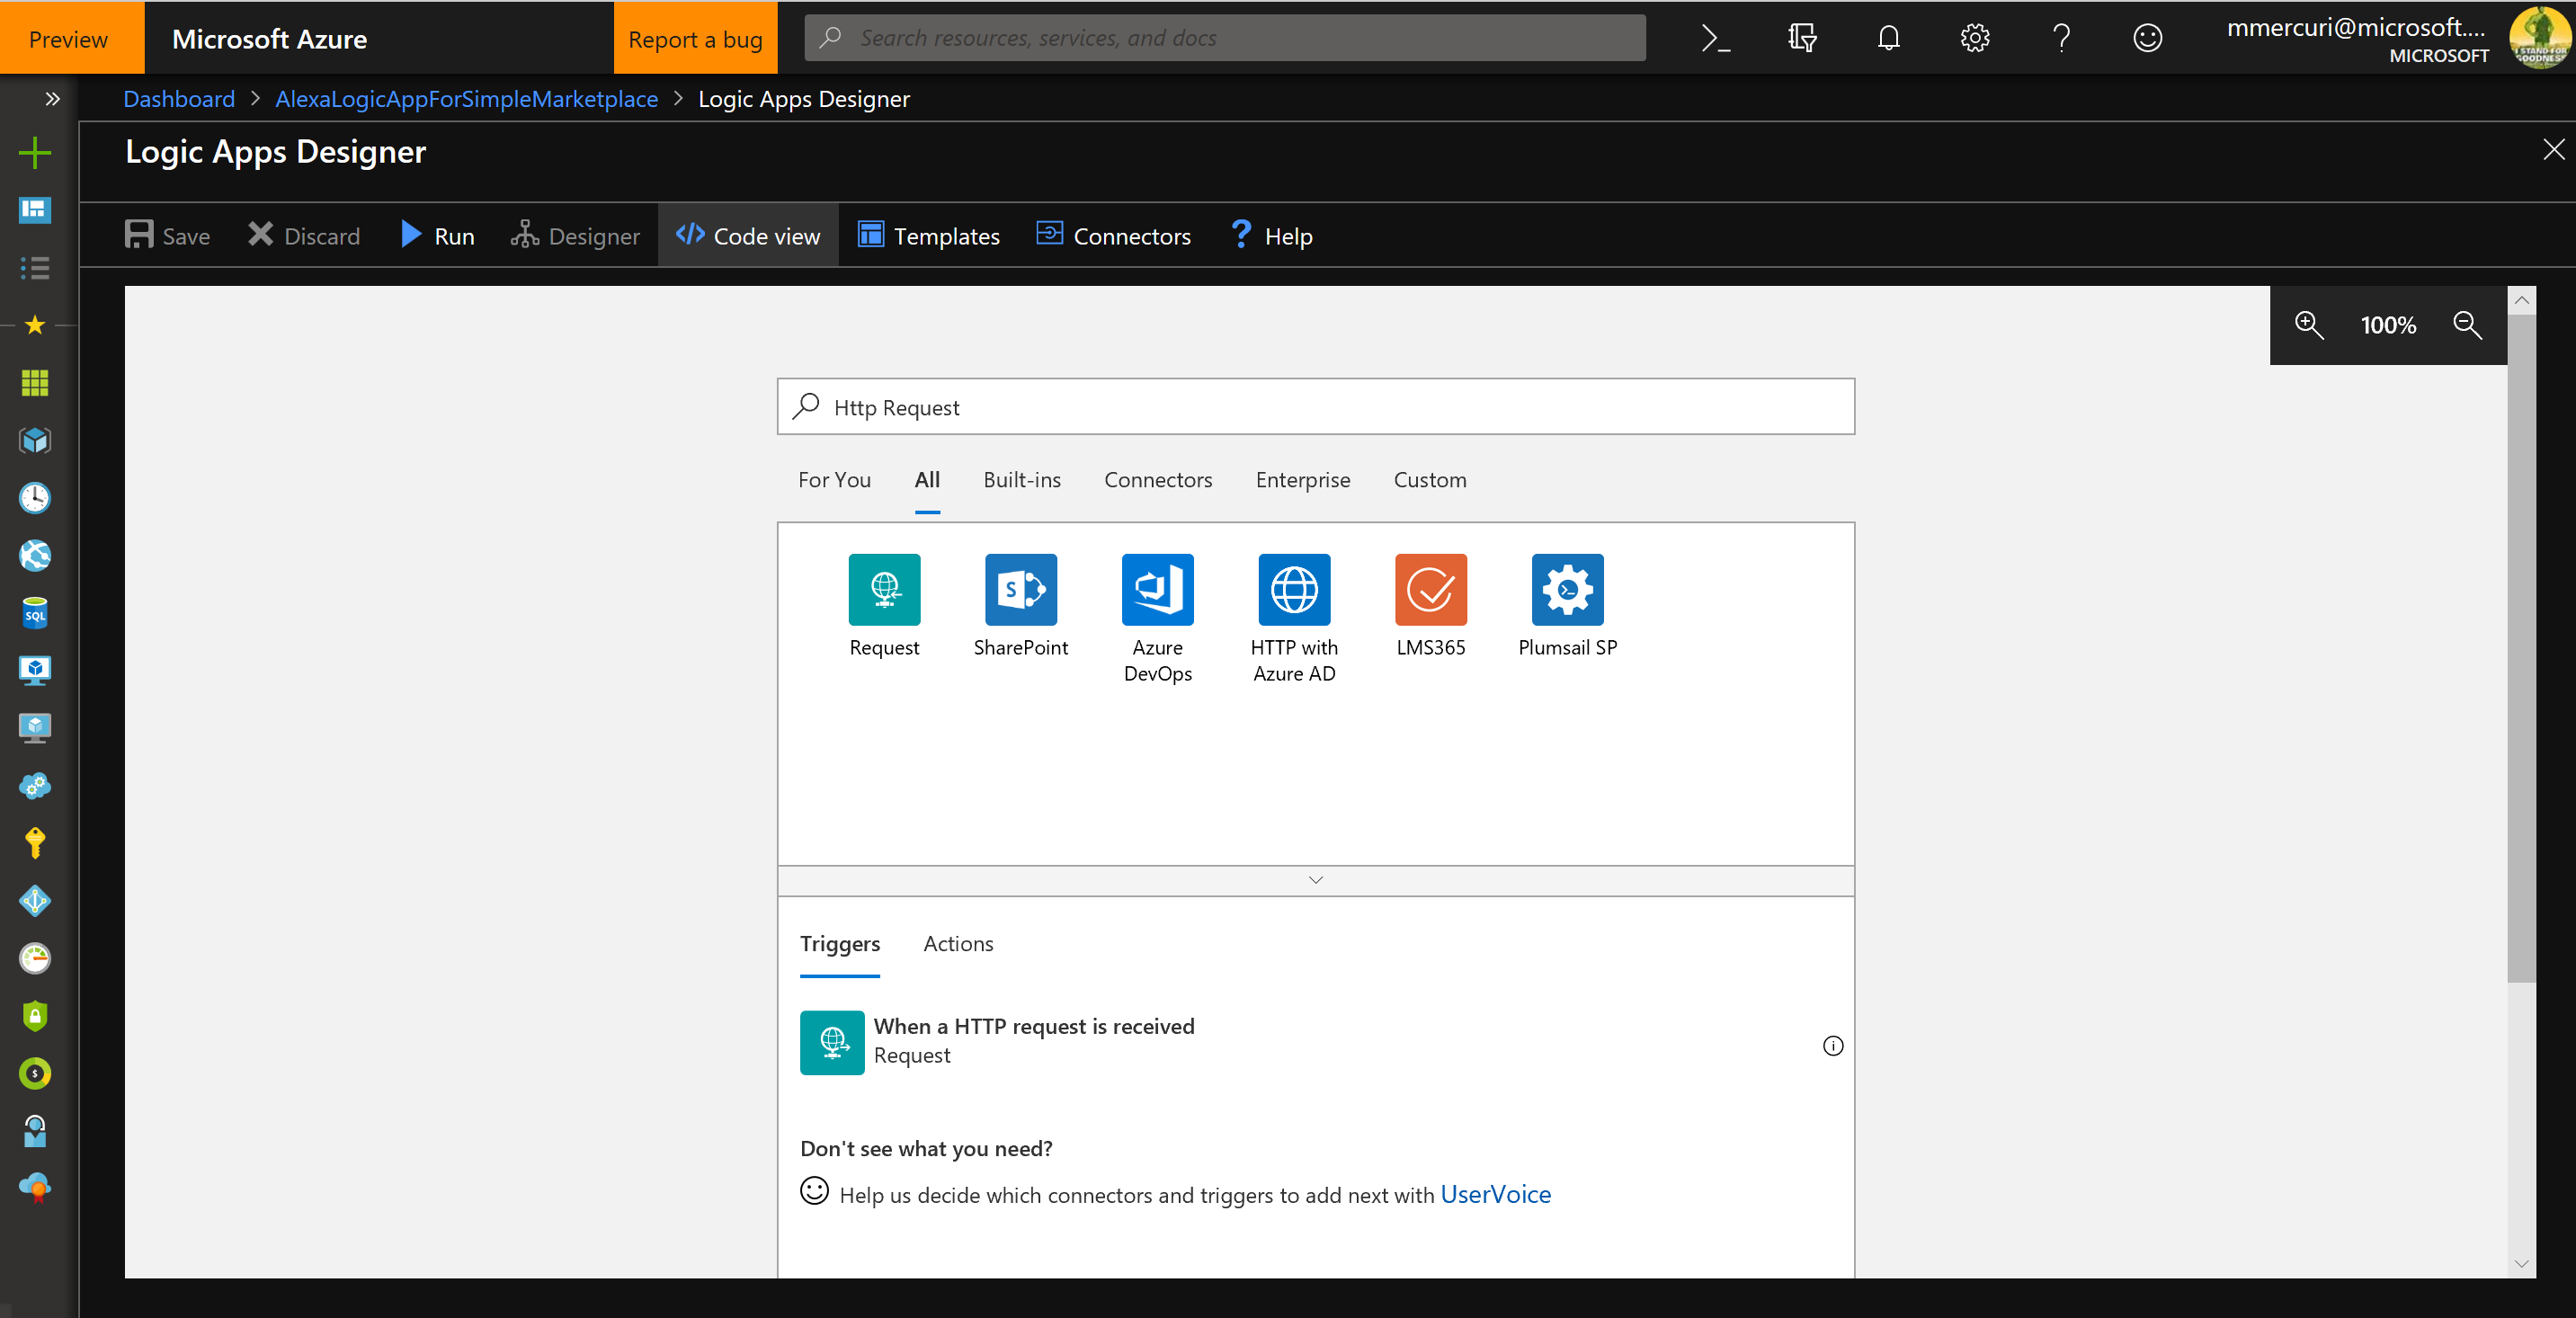 Preview
Microsoft Azure
Report a bug
Search resources, services, and docs
mmercuri@microsoft....
MICROSOFT
I STAND FOR
GOODNESS
Dashboard > AlexaLogicAppForSimpleMarketplace > Logic Apps Designer
Logic Apps Designer
Save Discard Run Designer </> Code view Templates Connectors ? Help
100%
Http Request
For You All Built-ins Connectors Enterprise Custom
Request
SharePoint
Azure
DevOps
HTTP with
Azure AD
LMS365
Plumsail SP
Triggers Actions
When a HTTP request is received
Request
Don't see what you need?
Help us decide which connectors and triggers to add next with UserVoice
SQL